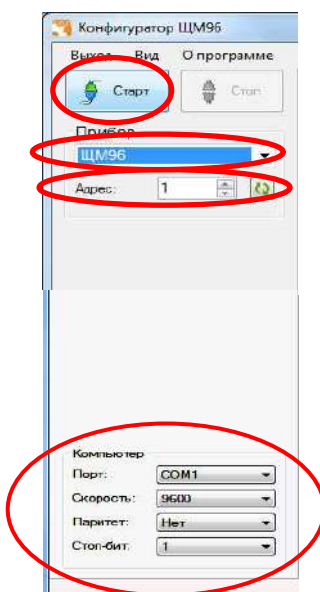 Конфигуратор ЩМ96
Выход Вид О программе
Старт Стоп
Прибор
ЩМ96
Адрес: 1
Компьютер
Порт: COM1
Скорость: 9600
Паритет: Нет
Стоп-бит: 1